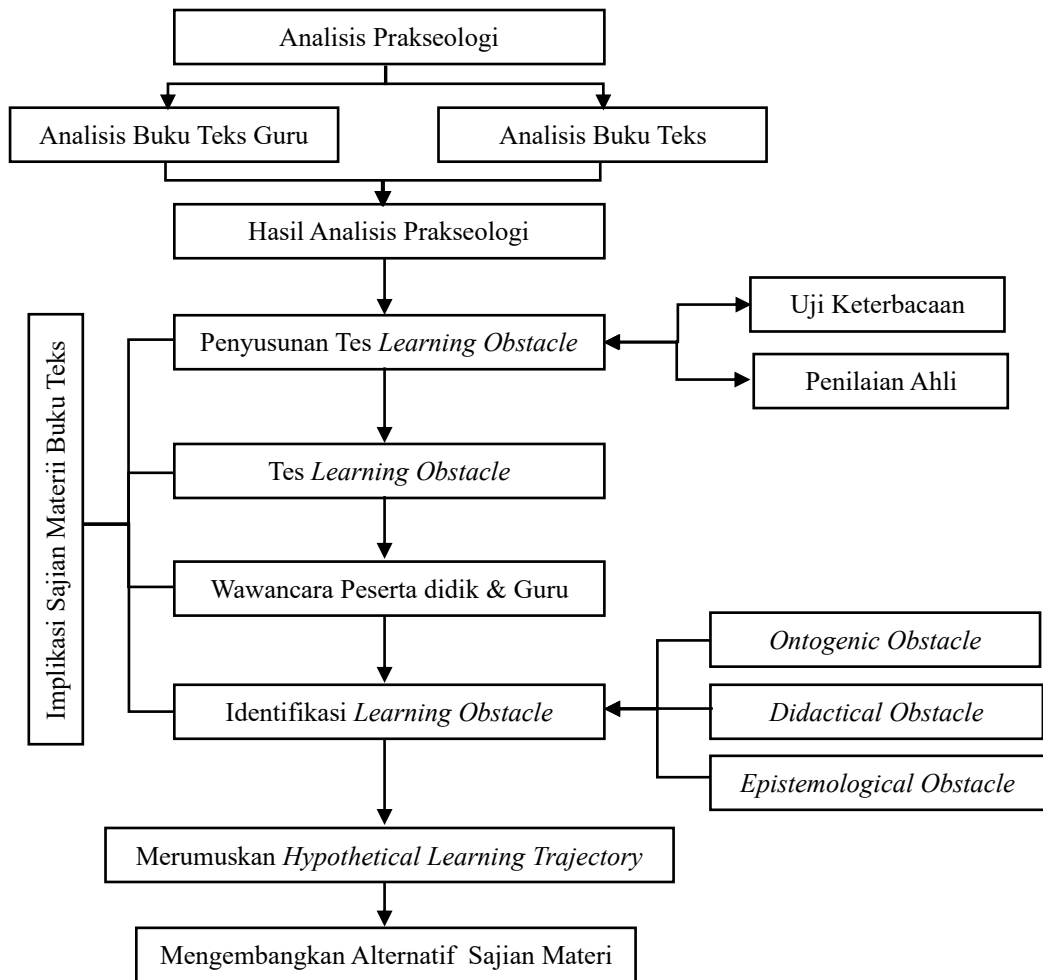 Analisis Prakseologi
Analisis Buku Teks Guru
Analisis Buku Teks
Hasil Analisis Prakseologi
Implikasi Sajian Materii Buku Teks
Penyusunan Tes Learning Obstacle
Uji Keterbacaan
Penilaian Ahli
Tes Learning Obstacle
Wawancara Peserta didik & Guru
Identifikasi Learning Obstacle
Ontogenic Obstacle
Didactical Obstacle
Epistemological Obstacle
Merumuskan Hypothetical Learning Trajectory
Mengembangkan Alternatif Sajian Materi